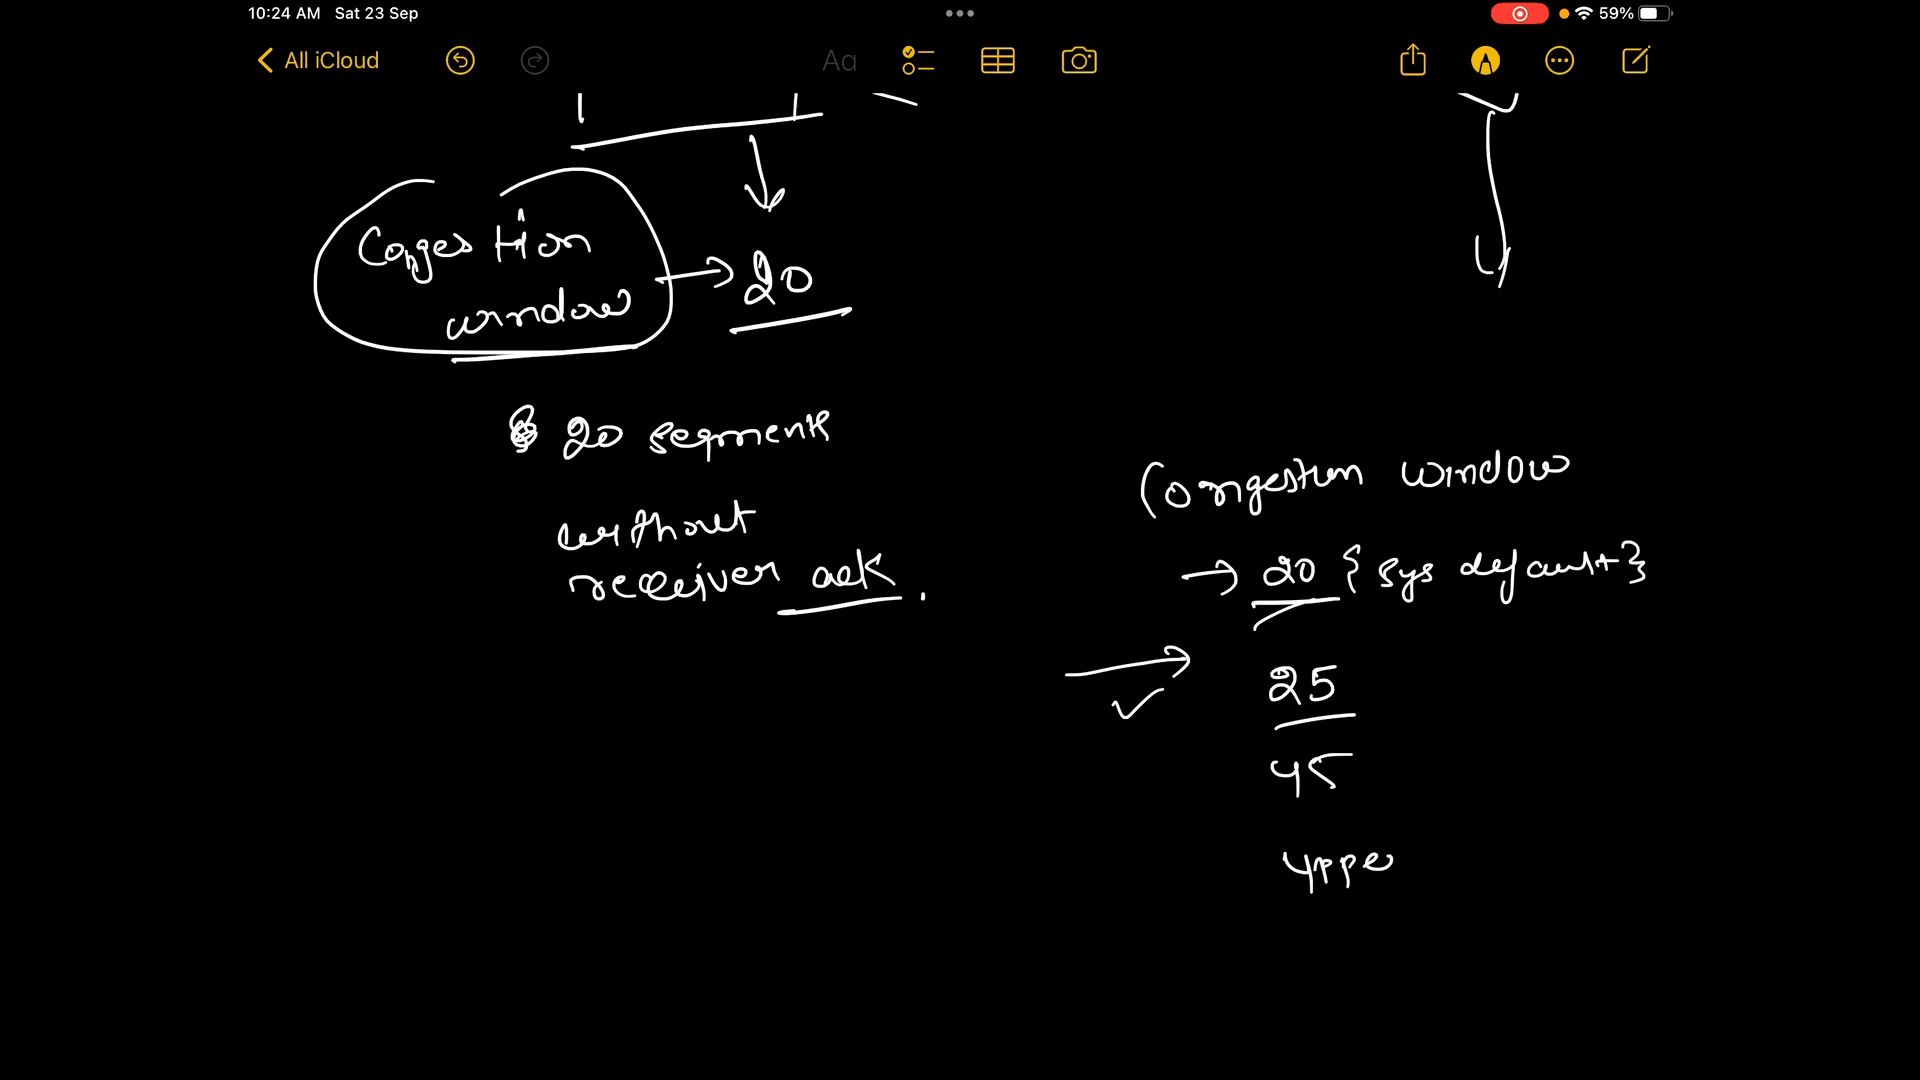 10:24 AM Sat 23 Sep
59%
All iCloud
Aa
Congestion
window
→ 20
20 segments
without
receiver ack.
Congestion window
→ 20 {sys default}
25
45
uppe